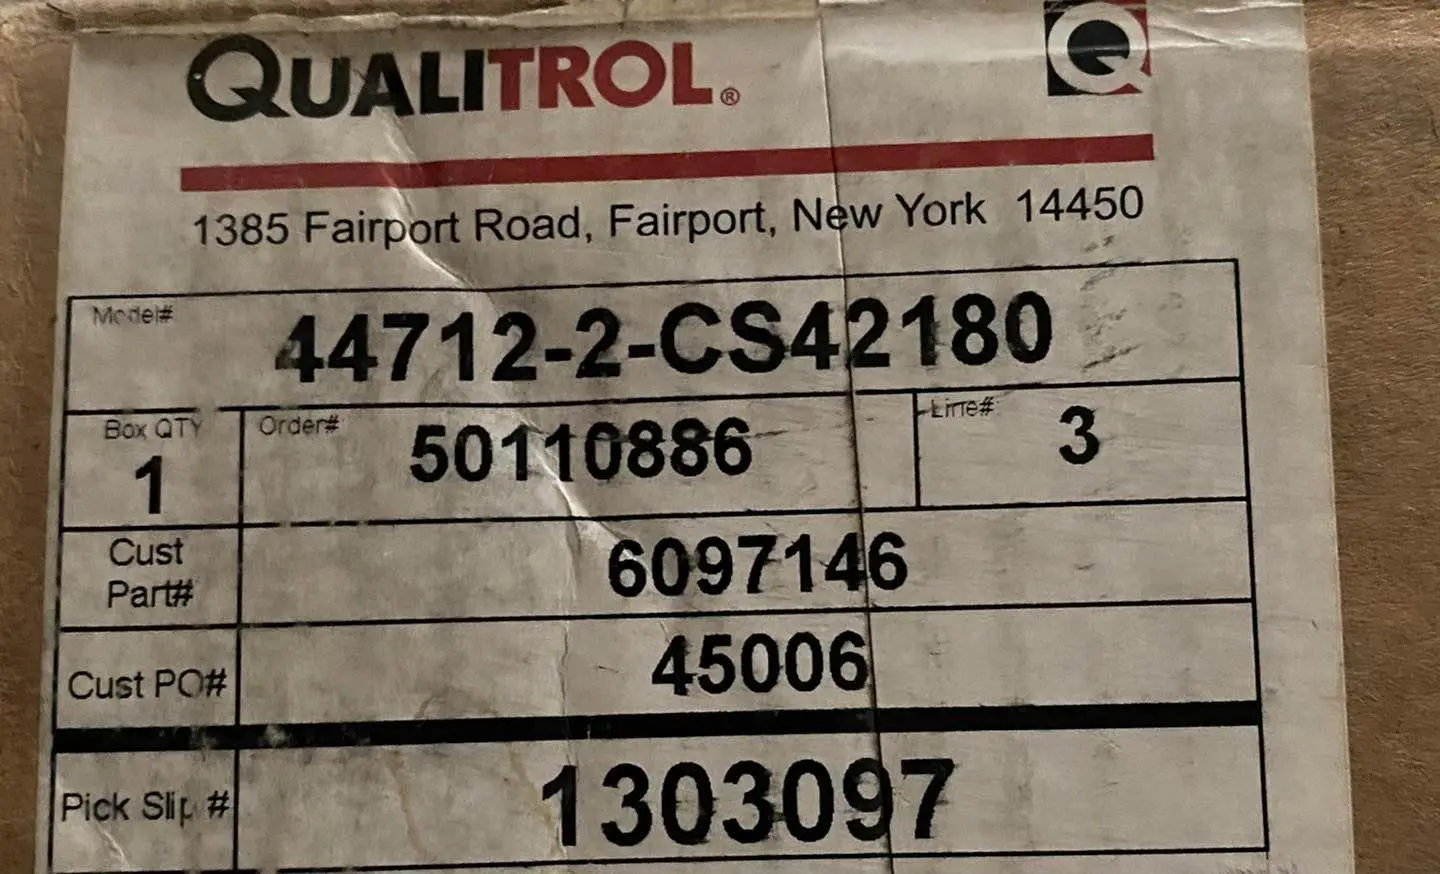 QUALITROL®
1385 Fairport Road, Fairport, New York 14450
Model#
44712-2-CS42180
Box QTY
1
Order#
50110886
Line#
3
Cust
Part#
6097146
Cust PO#
45006
Pick Slip #
1303097